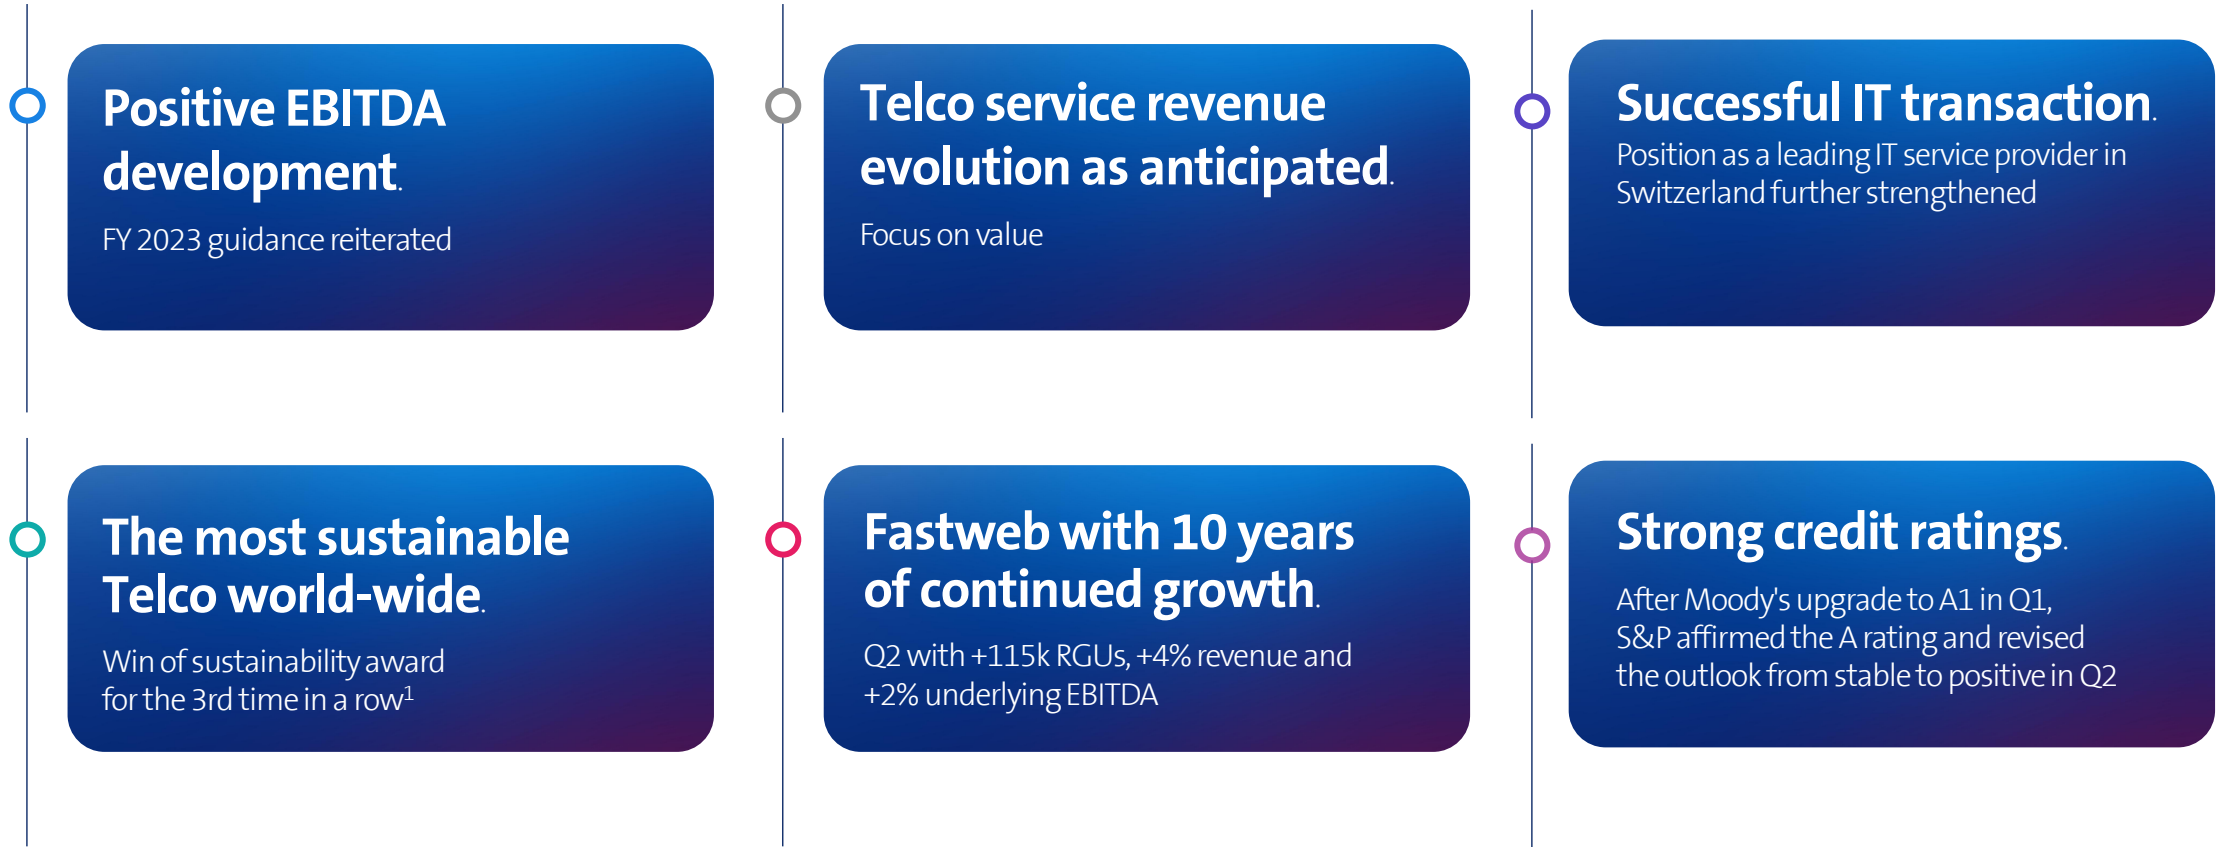 Positive EBITDA
development.
FY 2023 guidance reiterated
Telco service revenue
evolution as anticipated.
Focus on value
Successful IT transaction.
Position as a leading IT service provider in
Switzerland further strengthened
The most sustainable
Telco world-wide.
Win of sustainability award
for the 3rd time in a row¹
Fastweb with 10 years
of continued growth.
Q2 with +115k RGUs, +4% revenue and
+2% underlying EBITDA
Strong credit ratings.
After Moody's upgrade to A1 in Q1,
S&P affirmed the A rating and revised
the outlook from stable to positive in Q2